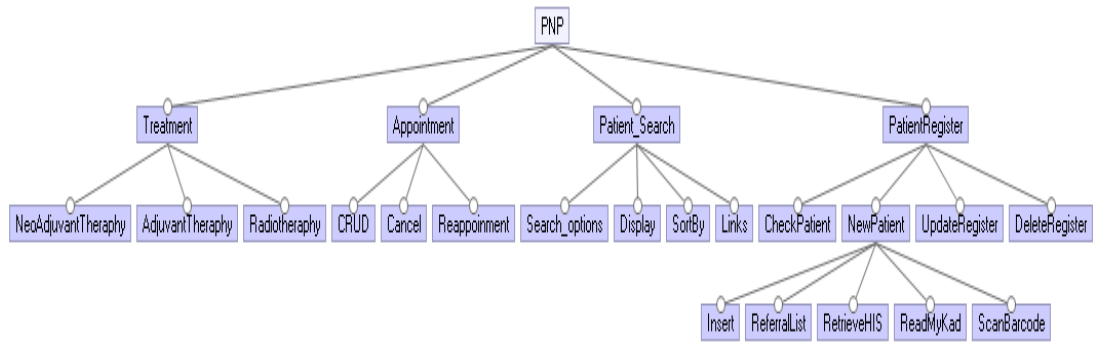 PNP
Treatment Appointment Patient_Search PatientRegister
NeoAdjuvantTheraphy AdjuvantTheraphy Radiotheraphy CRUD Cancel Reappoinment Search_options Display SortBy Links CheckPatient NewPatient UpdateRegister DeleteRegister
Insert ReferralList RetrieveHIS ReadMyKad ScanBarcode